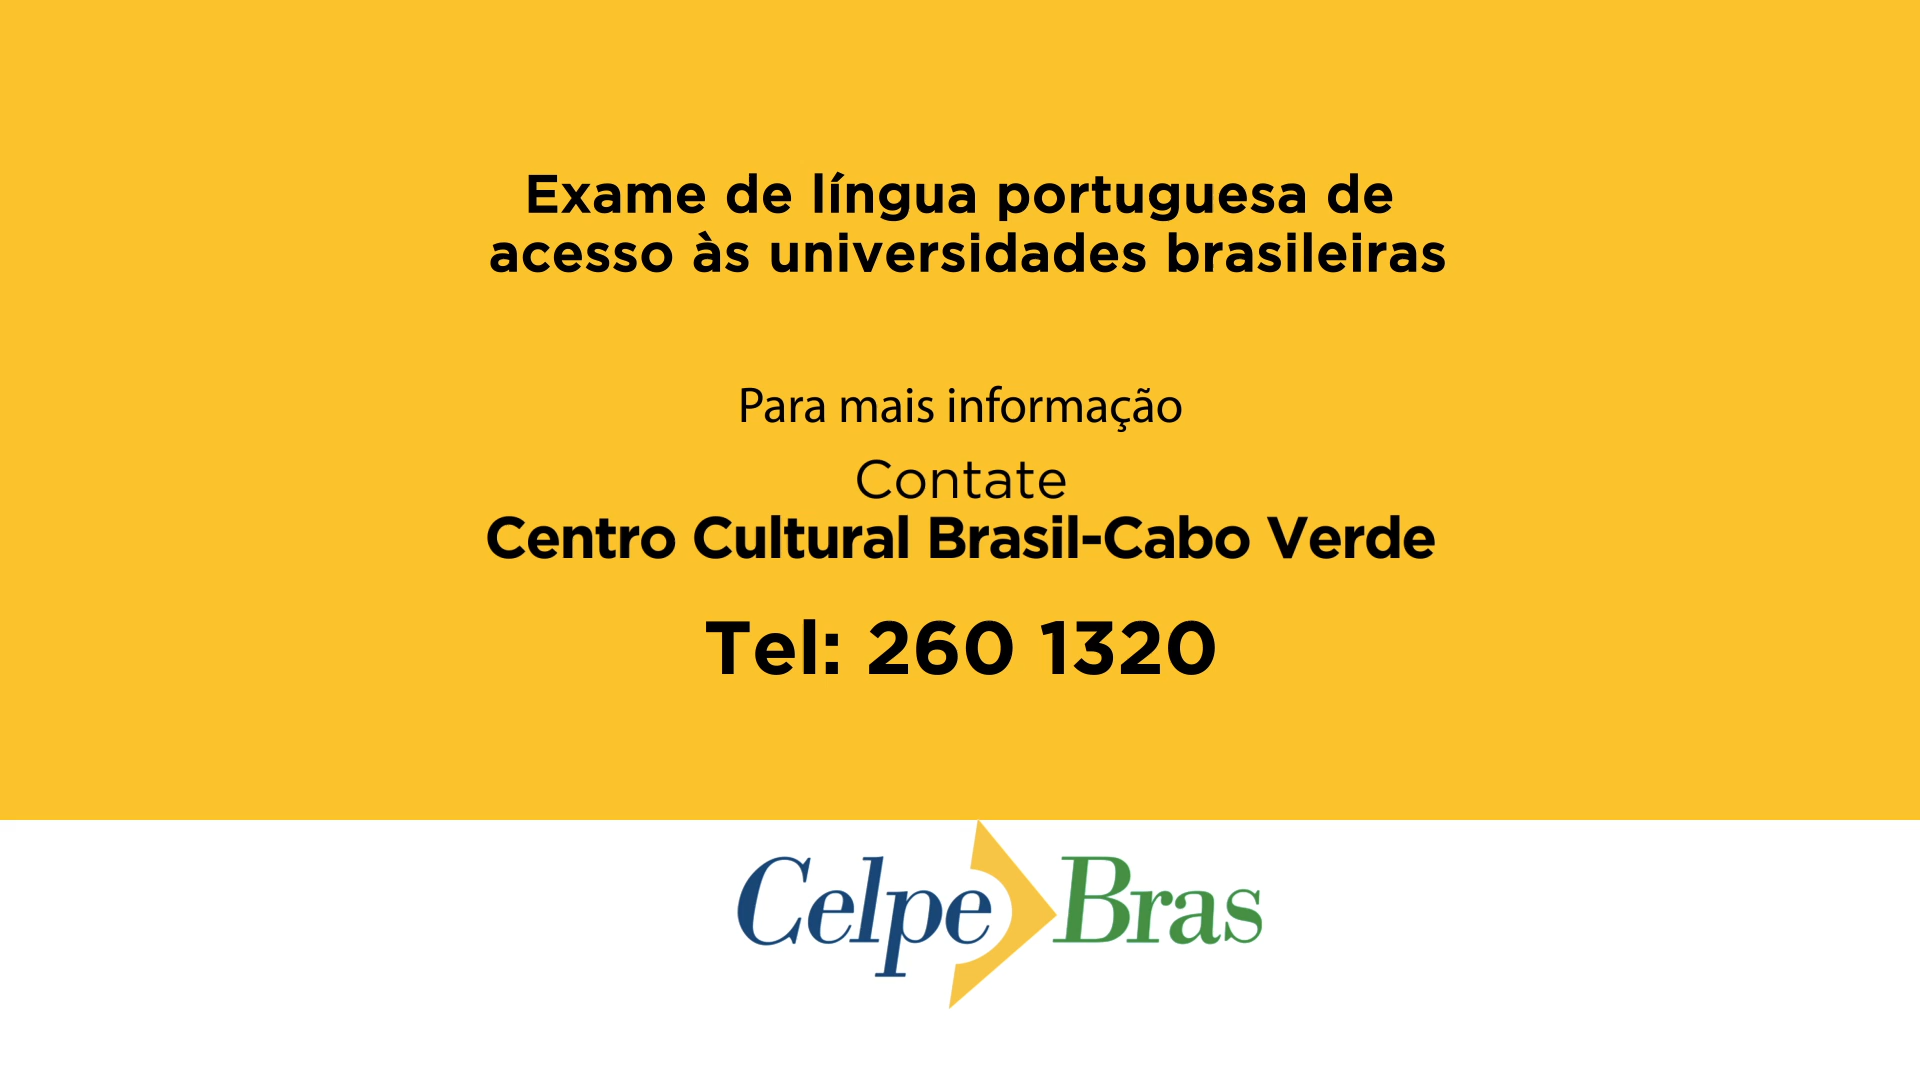 Exame de língua portuguesa de
acesso às universidades brasileiras
Para mais informação
Contate
Centro Cultural Brasil-Cabo Verde
Tel: 260 1320
Celpe Bras